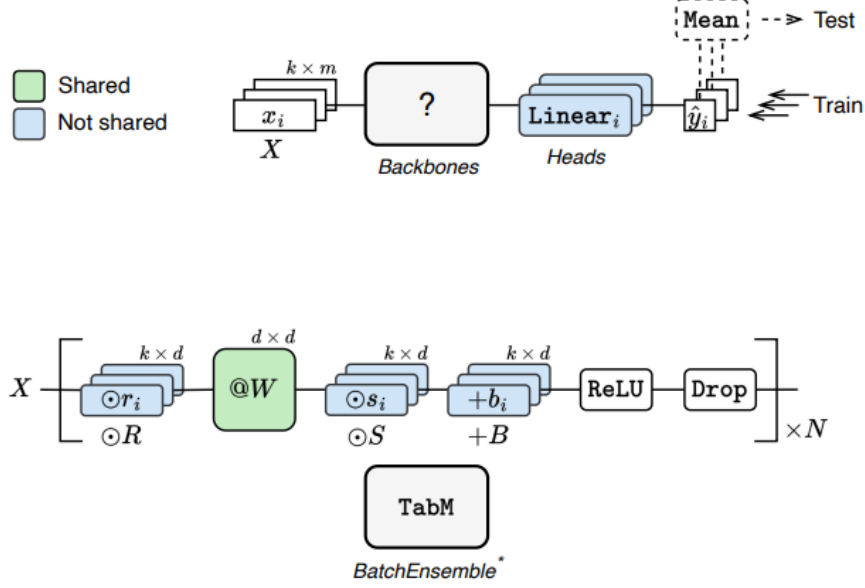 Mean
Test
k × m
Shared
Not shared
x_i
?
Linear_i
ŷ_i
Train
X
Backbones
Heads
k × d
d × d
k × d
k × d
X
⊙r_i
@W
⊙s_i
+b_i
ReLU
Drop
⊙R
⊙S
+B
×N
TabM
BatchEnsemble*